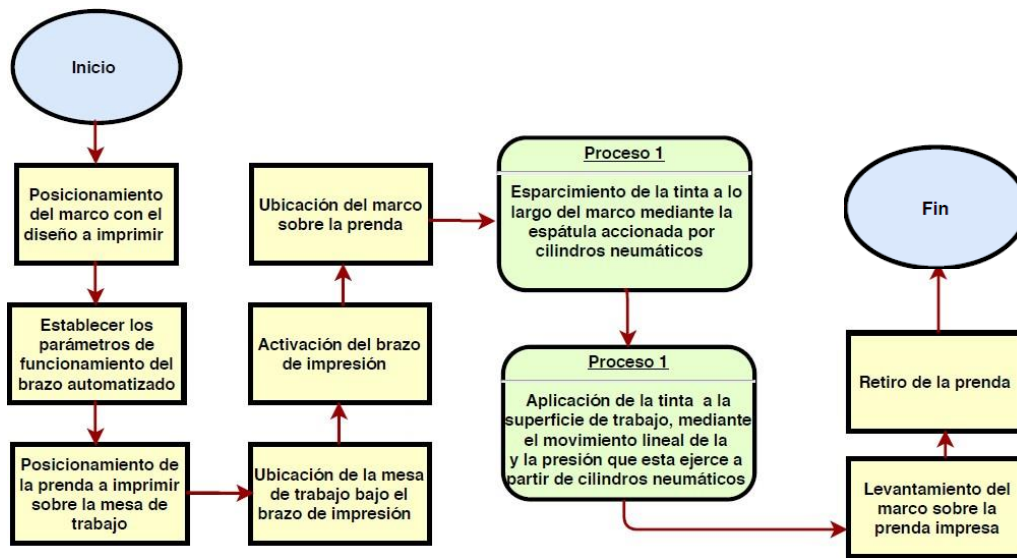 Inicio
Posicionamiento
del marco con el
diseño a imprimir
Establecer los
parámetros de
funcionamiento del
brazo automatizado
Posicionamiento de
la prenda a imprimir
sobre la mesa de
trabajo
Ubicación de la mesa
de trabajo bajo el
brazo de impresión
Activación del brazo
de impresión
Ubicación del marco
sobre la prenda
Proceso 1
Esparcimiento de la tinta a lo
largo del marco mediante la
espátula accionada por
cilindros neumáticos
Proceso 1
Aplicación de la tinta a la
superficie de trabajo, mediante
el movimiento lineal de la
y la presión que esta ejerce a
partir de cilindros neumáticos
Levantamiento del
marco sobre la
prenda impresa
Retiro de la prenda
Fin